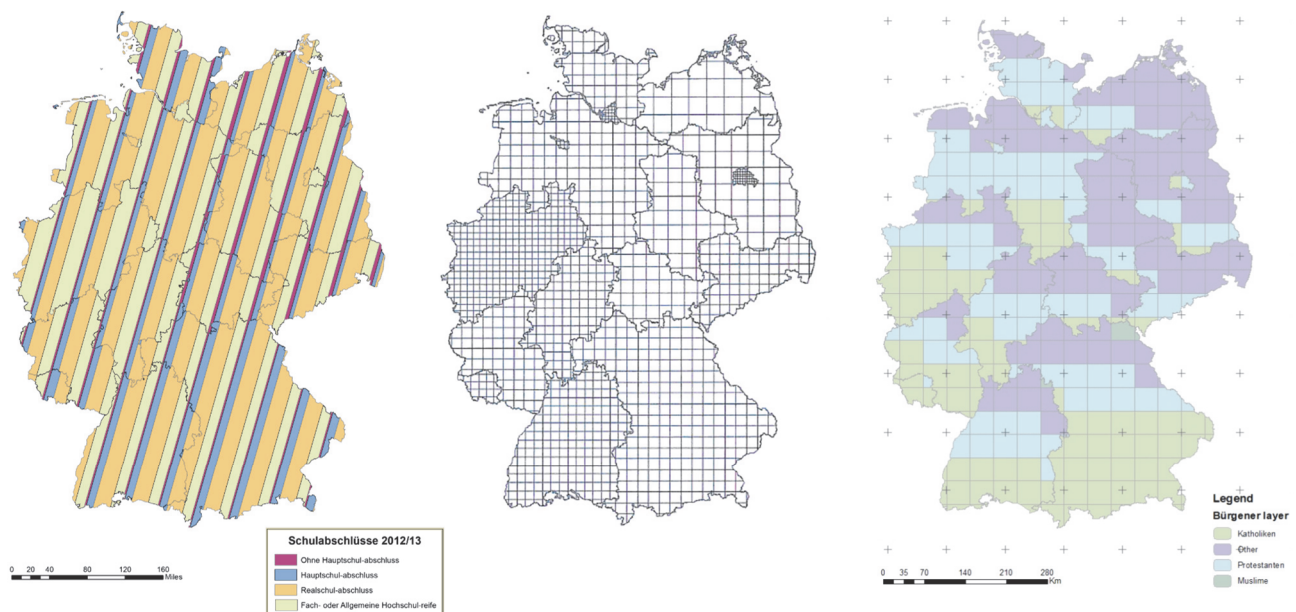 Schulabschlüsse 2012/13
Ohne Hauptschul-abschluss
Hauptschul-abschluss
Realschul-abschluss
Fach- oder Allgemeine Hochschul-reife
0 20 40 80 120 160
Miles
Legend
Bürgener layer
Katholiken
Other
Protestanten
Muslime
0 35 70 140 210 280
Km